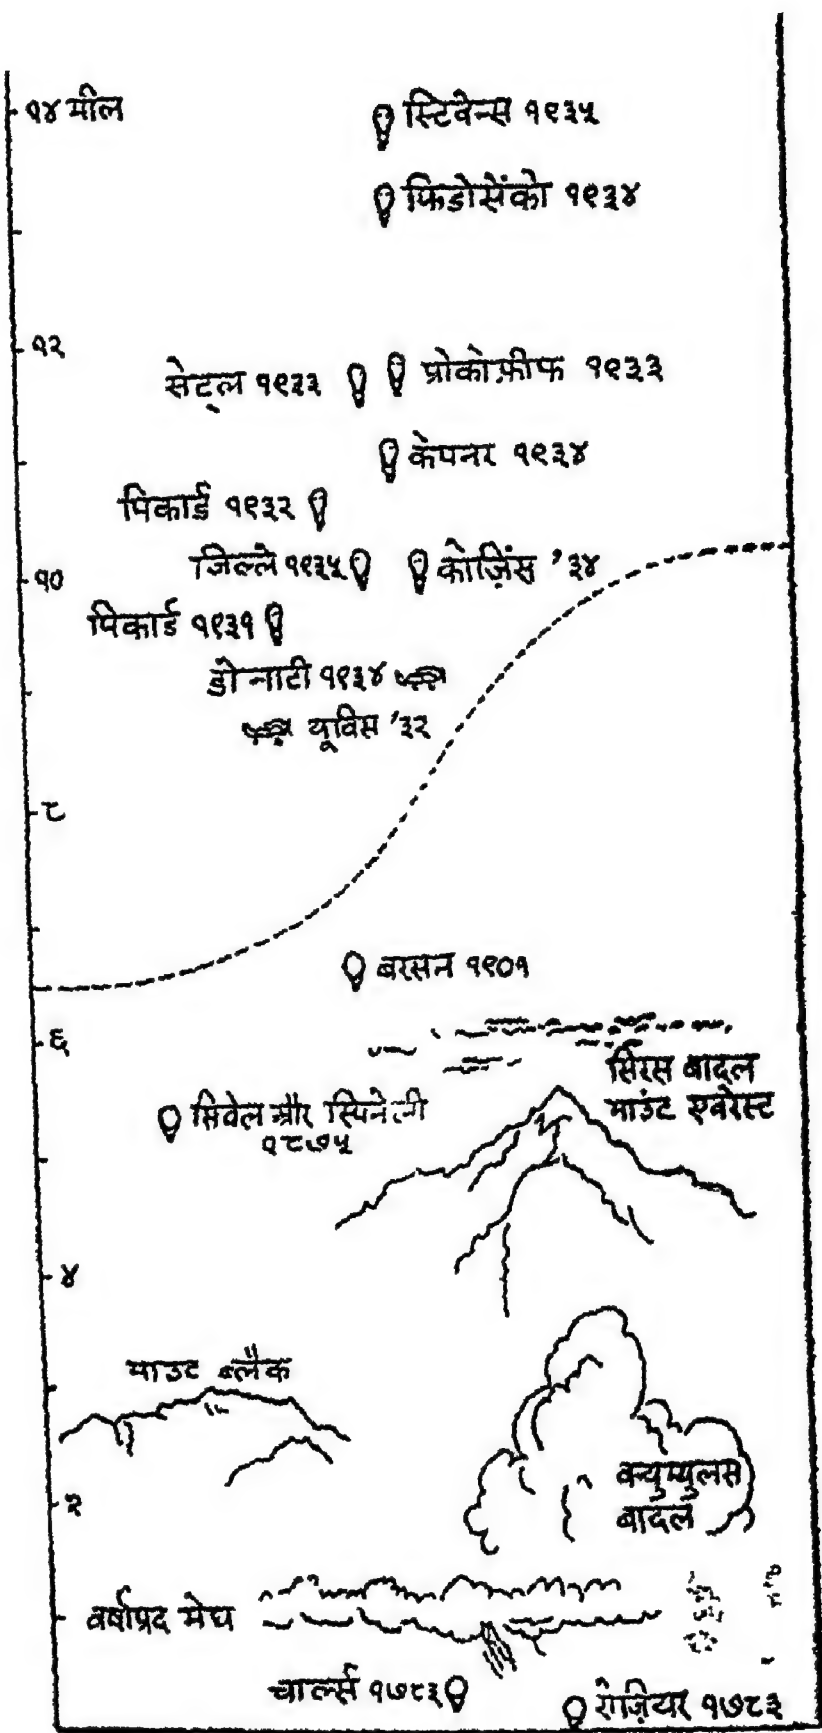 १४ मील
स्टिवेन्स १९३५
फिडोसेंको १९३४
१२
सेट्ल १९३३
प्रोकोफ़ीफ १९३३
केपनर १९३४
पिकार्ड १९३२
१०
जिल्ले १९३५
कोज़िंस '३४
पिकार्ड १९३१
डोनाटी १९३४
यूविस '३२
८
बरसन १९०१
६
सिरस बादल
माउंट एवरेस्ट
सिवेल और स्पिनेली
१८७५
४
माउट ब्लैंक
क्युम्युलस
बादल
२
वर्षाप्रद मेघ
चार्ल्स १७८३
रोज़ियर १७८३